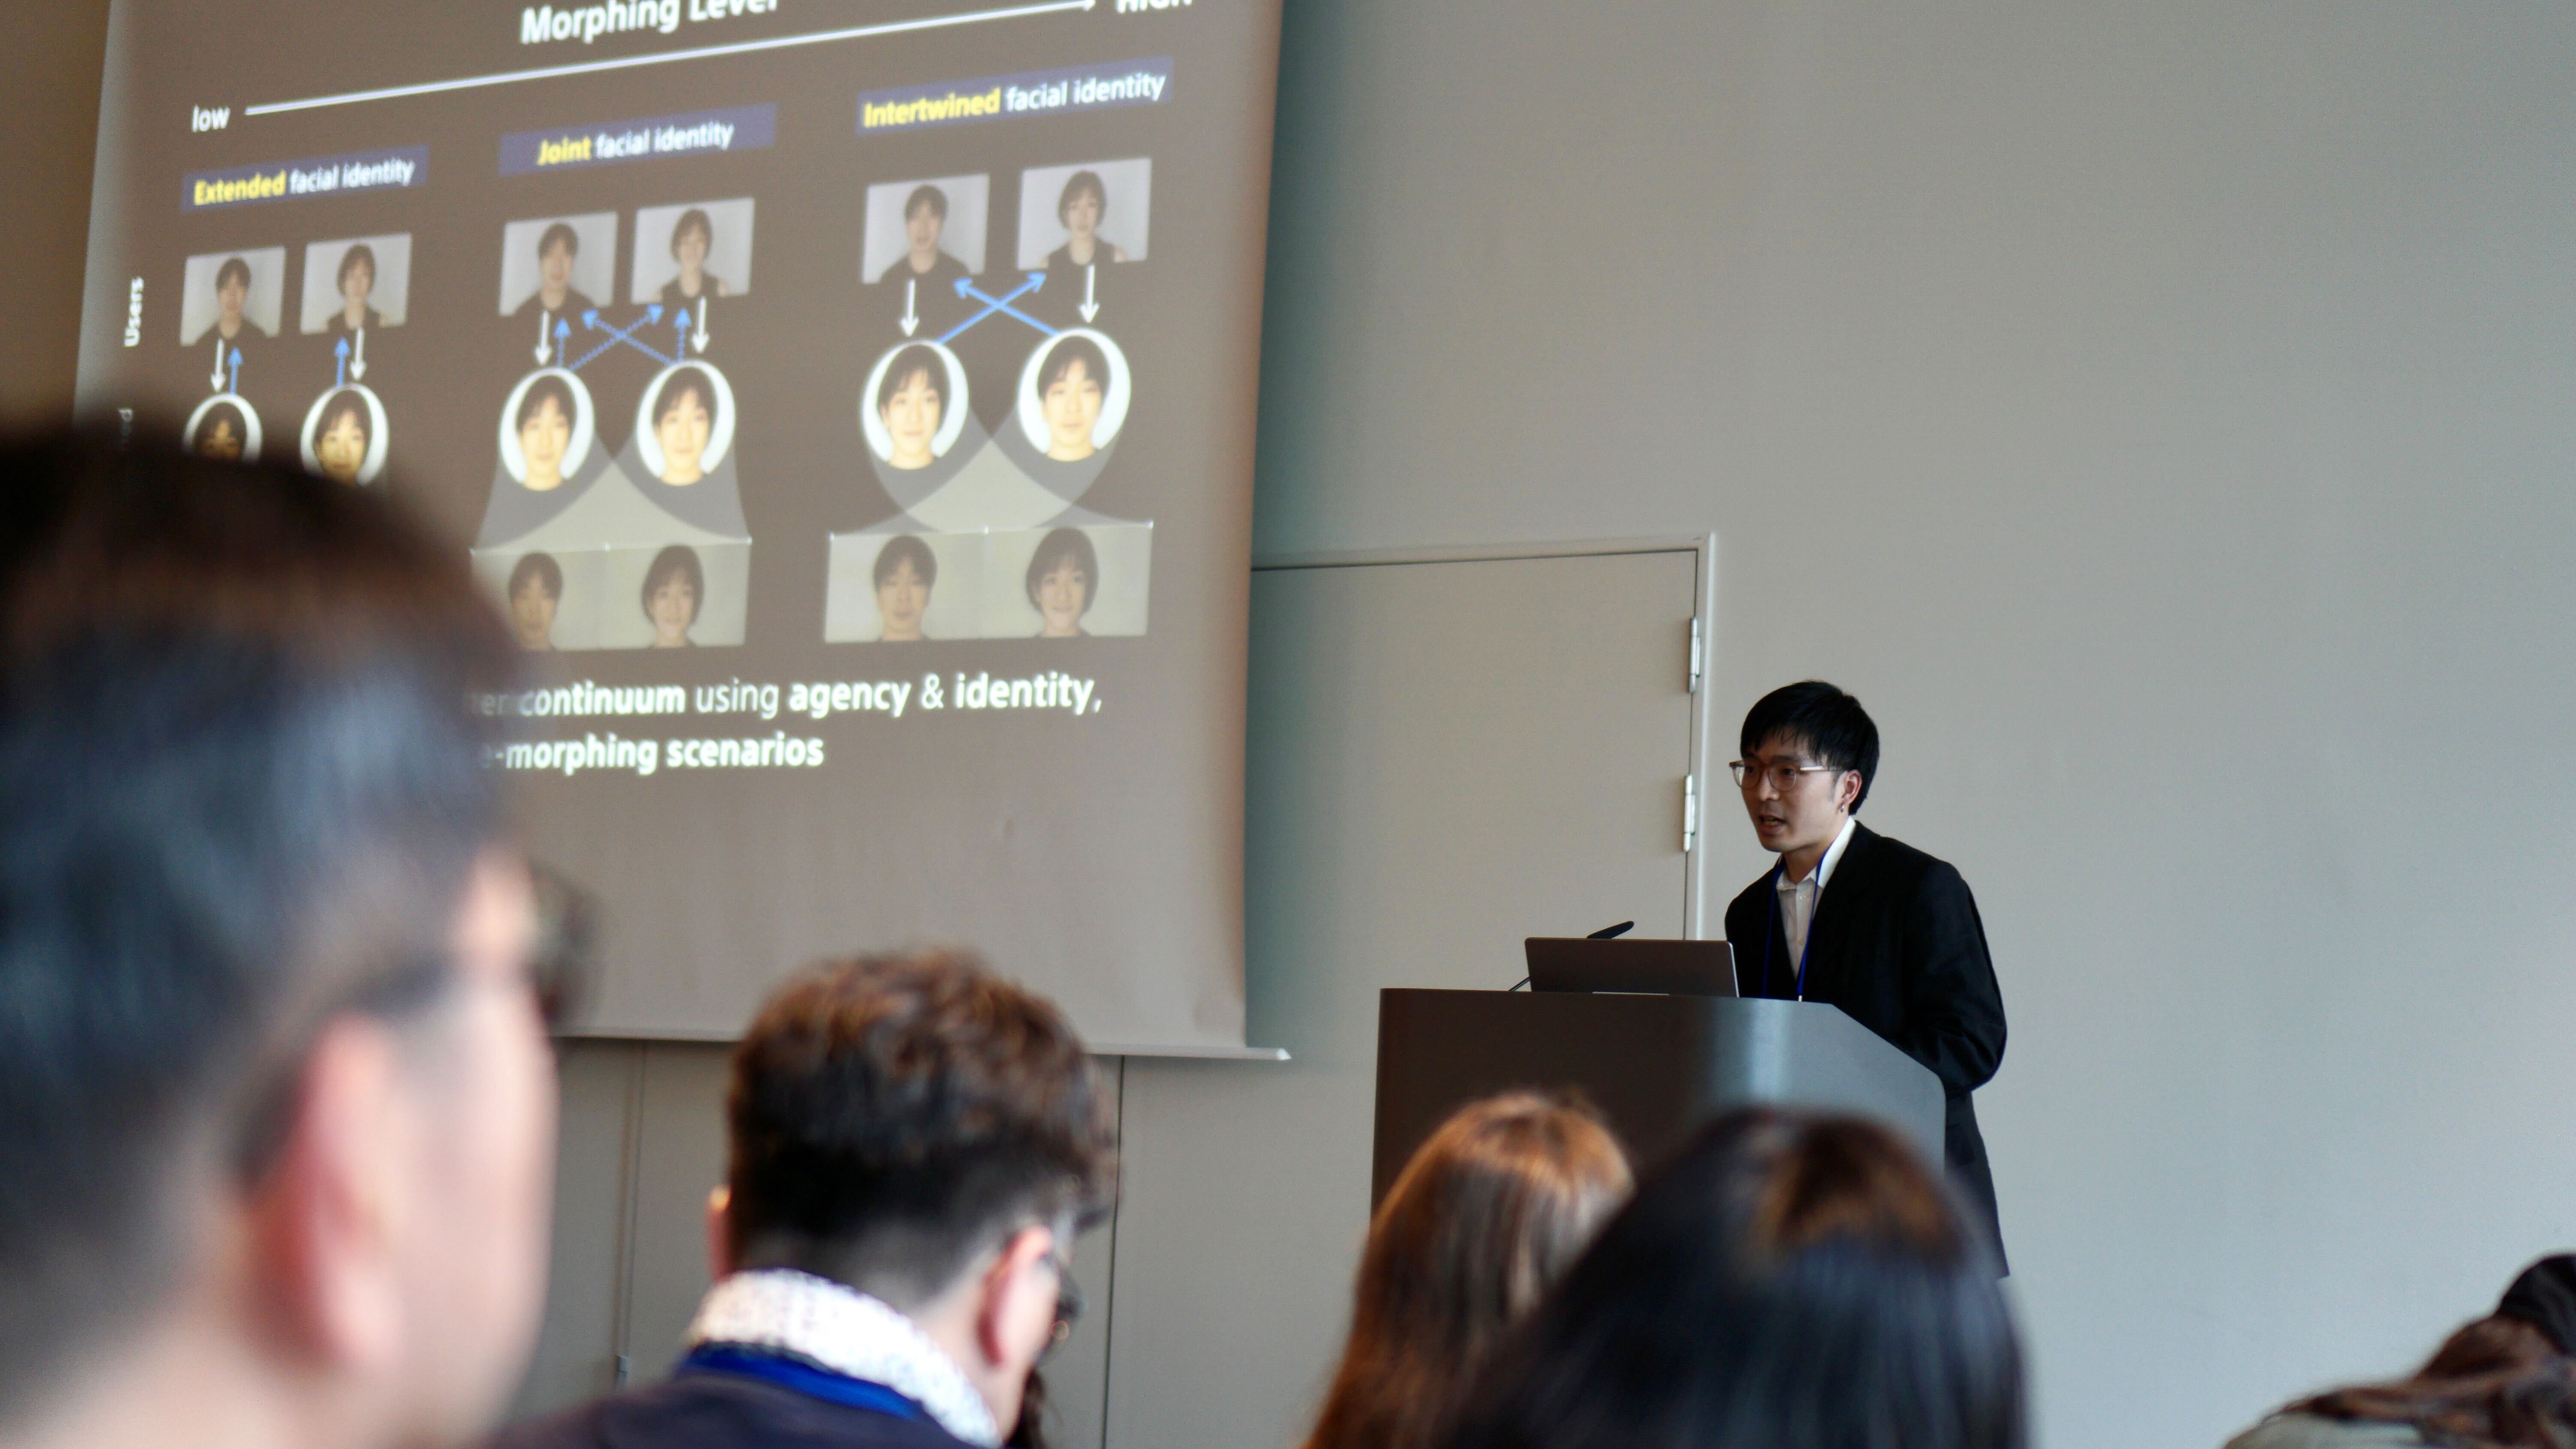 Morphing Level
HIGH
low
Extended facial identity
Joint facial identity
Intertwined facial identity
Users
continuum using agency & identity,
-morphing scenarios